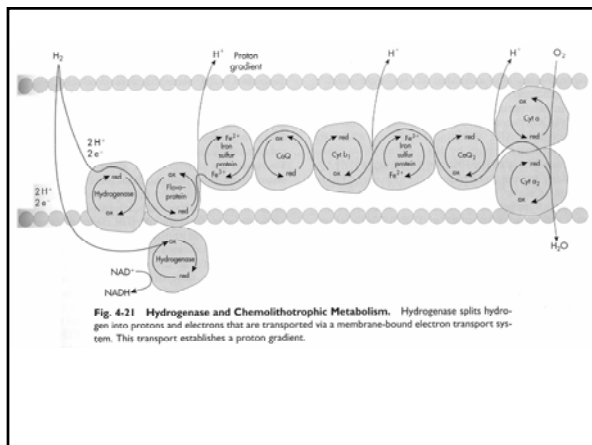 H₂
H⁺
Proton
gradient
H⁺
H⁺
O₂
2 H⁺
2 e⁻
2 H⁺
2 e⁻
red
Hydrogenase
ox
ox
Flavo-
protein
red
Fe²⁺
Iron
sulfur
protein
Fe³⁺
ox
CoQ
red
red
Cyt b₁
ox
Fe³⁺
Iron
sulfur
protein
Fe²⁺
red
ox
ox
Cyt a
red
red
Cyt a₂
ox
H₂O
ox
Hydrogenase
red
NAD⁺
NADH
Fig. 4-21 Hydrogenase and Chemolithotrophic Metabolism. Hydrogenase splits hydro-
gen into protons and electrons that are transported via a membrane-bound electron transport sys-
tem. This transport establishes a proton gradient.